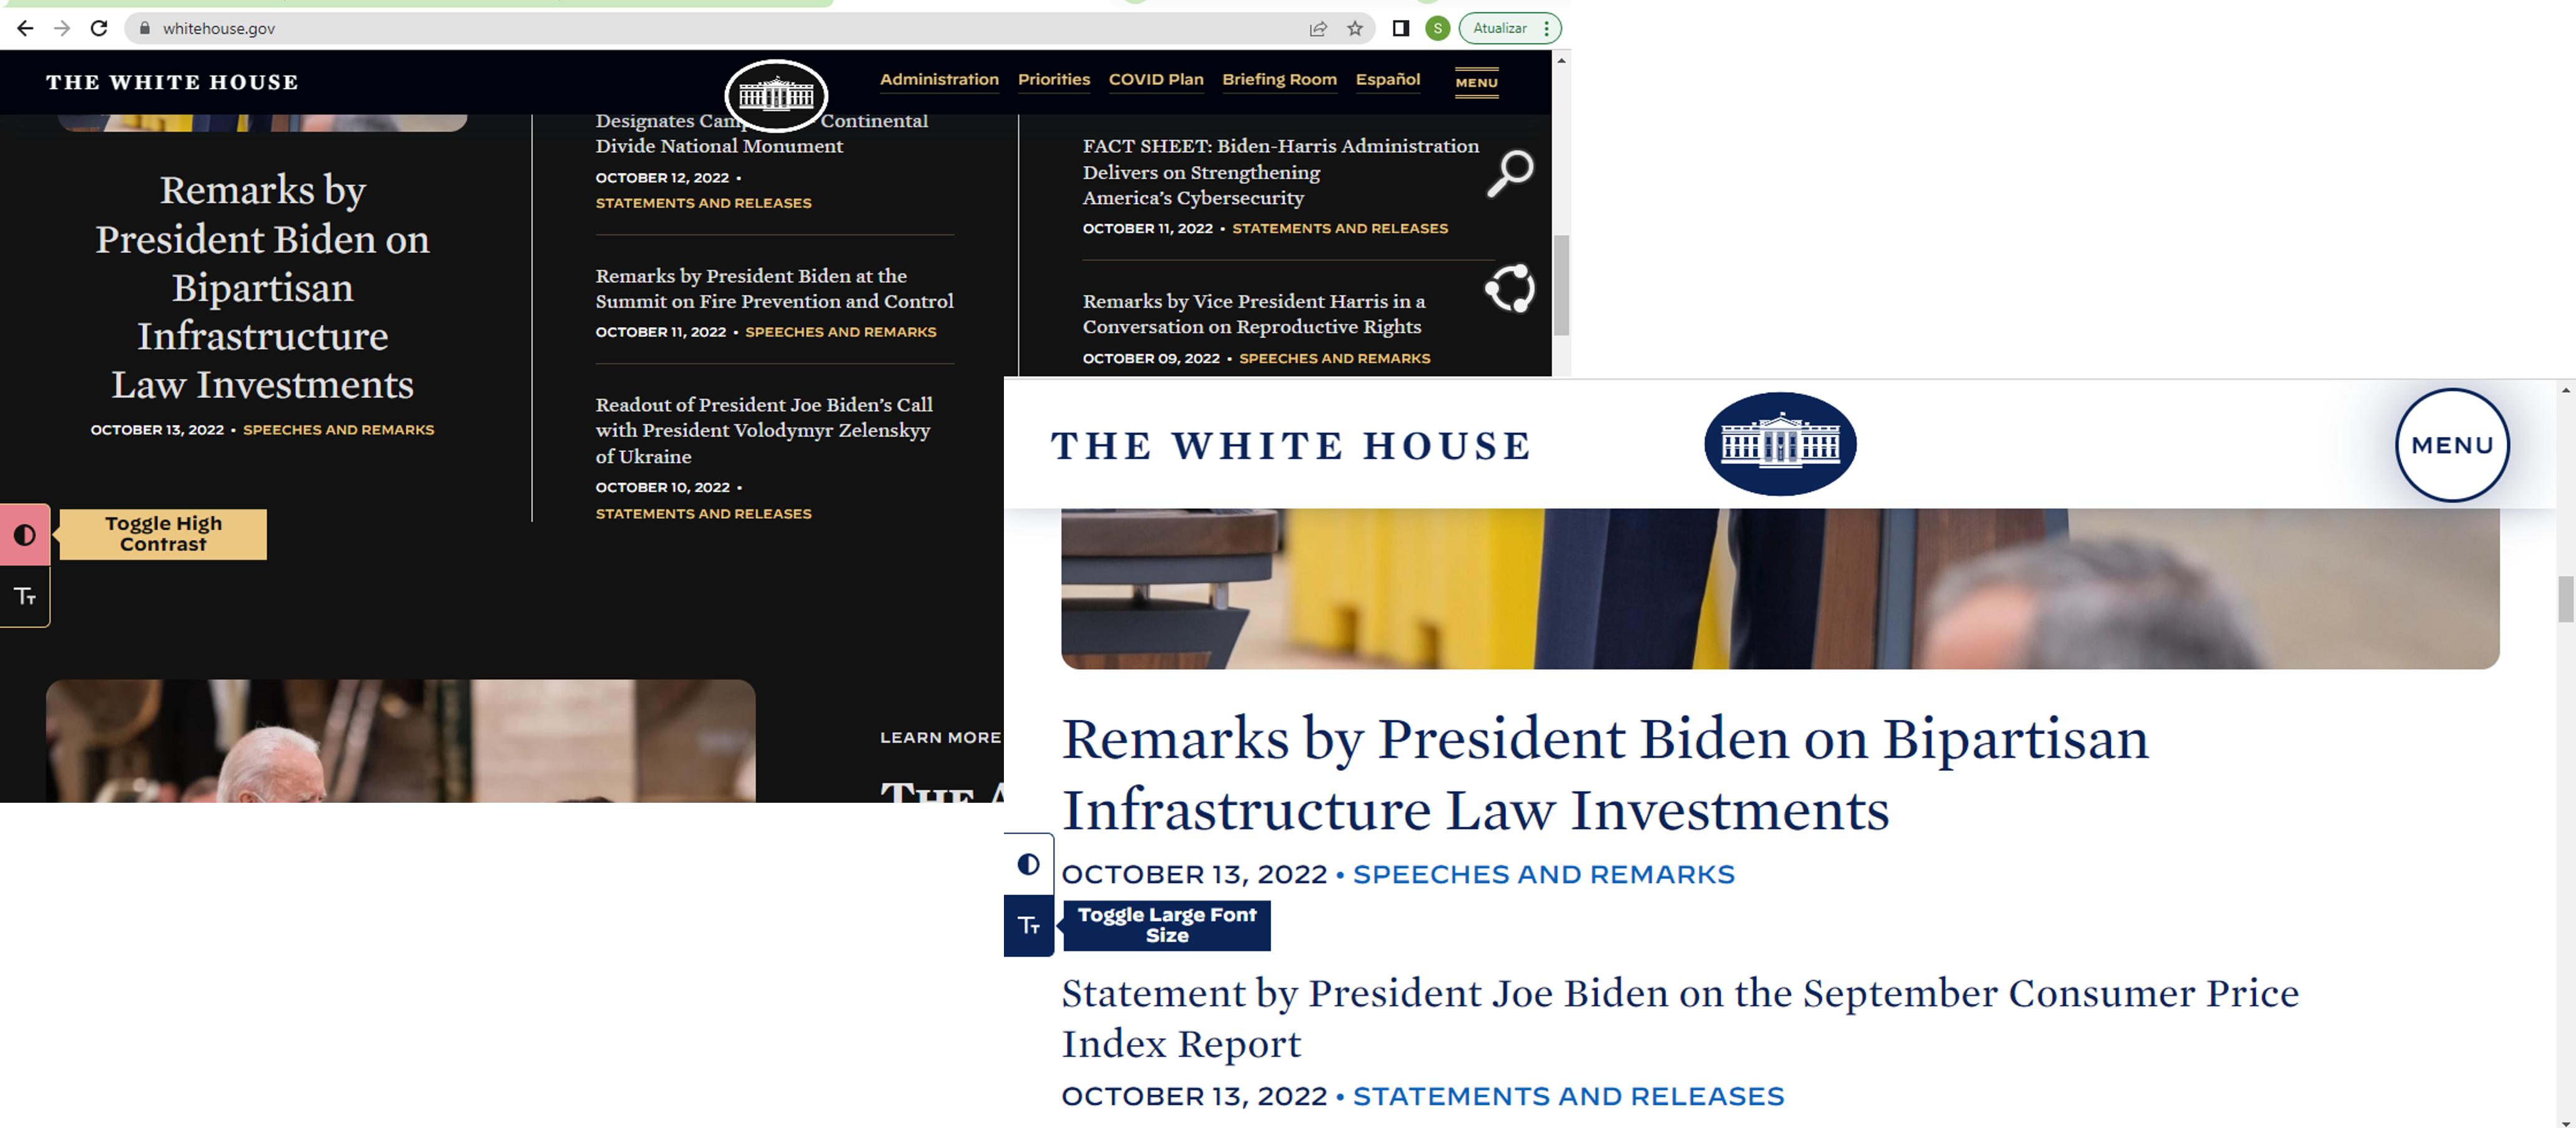 whitehouse.gov
S
Atualizar
THE WHITE HOUSE
Administration
Priorities
COVID Plan
Briefing Room
Español
MENU
Remarks by
President Biden on
Bipartisan
Infrastructure
Law Investments
OCTOBER 13, 2022 • SPEECHES AND REMARKS
Toggle High
Contrast
TT
Designates Camp Continental
Divide National Monument
OCTOBER 12, 2022 •
STATEMENTS AND RELEASES
Remarks by President Biden at the
Summit on Fire Prevention and Control
OCTOBER 11, 2022 • SPEECHES AND REMARKS
Readout of President Joe Biden’s Call
with President Volodymyr Zelenskyy
of Ukraine
OCTOBER 10, 2022 •
STATEMENTS AND RELEASES
FACT SHEET: Biden-Harris Administration
Delivers on Strengthening
America’s Cybersecurity
OCTOBER 11, 2022 • STATEMENTS AND RELEASES
Remarks by Vice President Harris in a
Conversation on Reproductive Rights
OCTOBER 09, 2022 • SPEECHES AND REMARKS
LEARN MORE
THE
THE WHITE HOUSE
MENU
Remarks by President Biden on Bipartisan
Infrastructure Law Investments
OCTOBER 13, 2022 • SPEECHES AND REMARKS
TT
Toggle Large Font
Size
Statement by President Joe Biden on the September Consumer Price
Index Report
OCTOBER 13, 2022 • STATEMENTS AND RELEASES